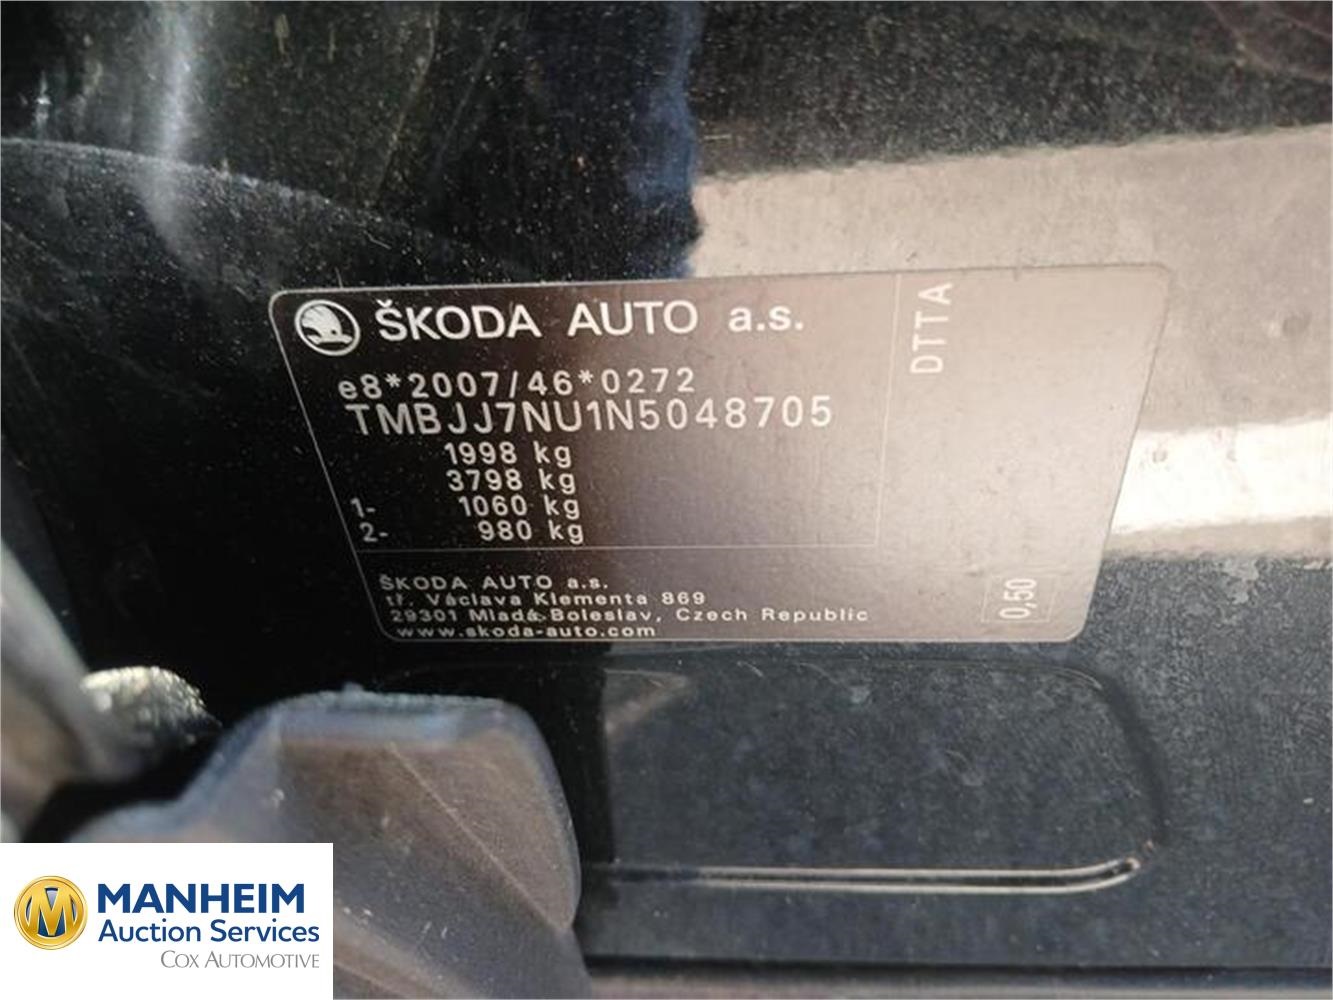 ŠKODA AUTO a.s.
e8*2007/46*0272
TMBJJ7NU1N5048705
1998 kg
3798 kg
1- 1060 kg
2- 980 kg
DTTA
ŠKODA AUTO a.s.
tř. Václava Klementa 869
29301 Mladá Boleslav, Czech Republic
www.skoda-auto.com
0,50
MANHEIM
Auction Services
COX AUTOMOTIVE